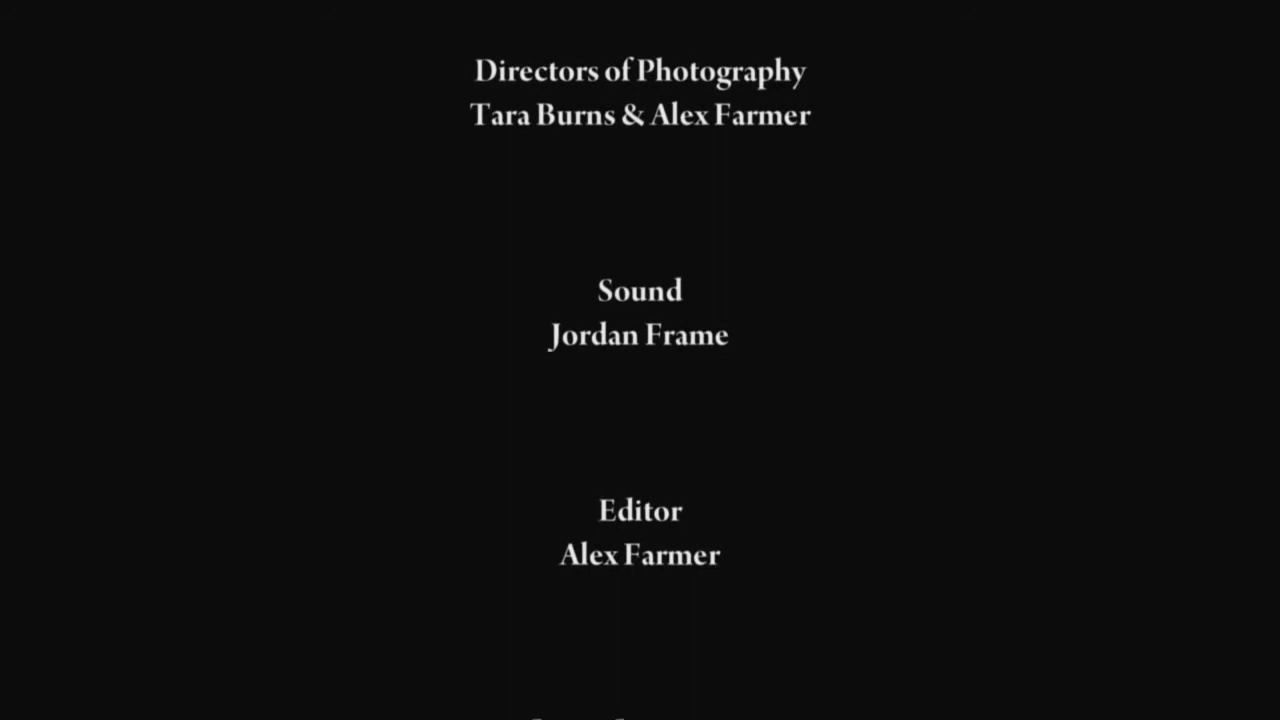 Directors of Photography
Tara Burns & Alex Farmer
Sound
Jordan Frame
Editor
Alex Farmer